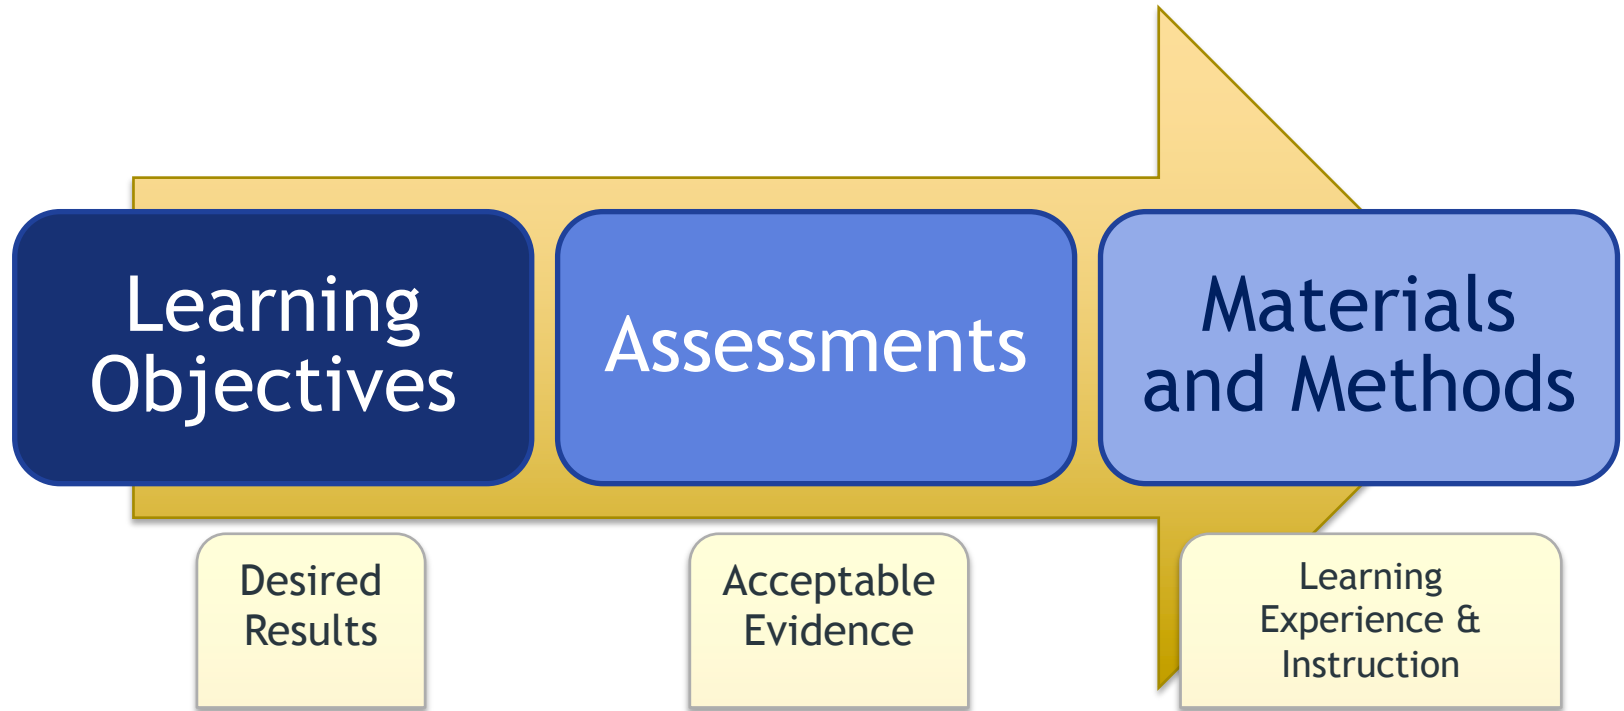 Learning
Objectives
Assessments
Materials
and Methods
Desired
Results
Acceptable
Evidence
Learning
Experience &
Instruction